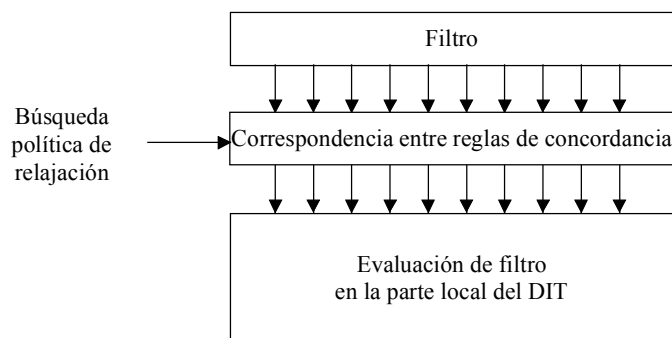 Filtro
Búsqueda
política de
relajación
Correspondencia entre reglas de concordancia
Evaluación de filtro
en la parte local del DIT